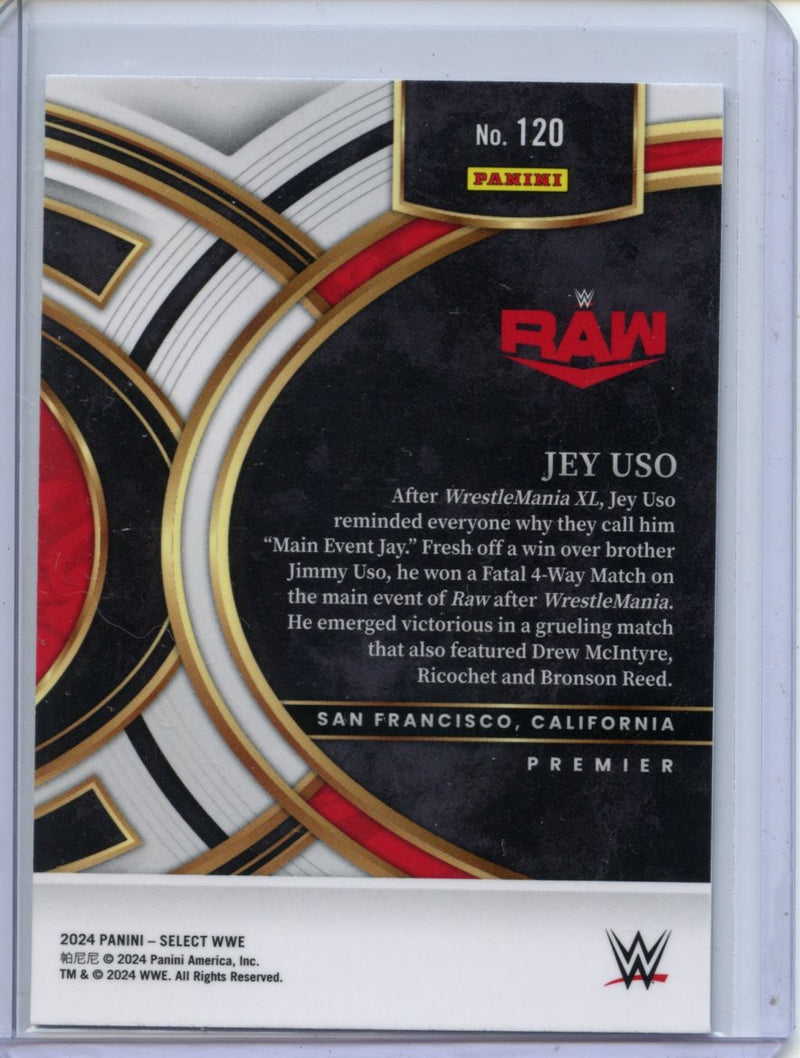 No. 120
PANINI
W
RAW
JEY USO
After WrestleMania XL, Jey Uso
reminded everyone why they call him
“Main Event Jay.” Fresh off a win over brother
Jimmy Uso, he won a Fatal 4-Way Match on
the main event of Raw after WrestleMania.
He emerged victorious in a grueling match
that also featured Drew McIntyre,
Ricochet and Bronson Reed.
SAN FRANCISCO, CALIFORNIA
PREMIER
2024 PANINI – SELECT WWE
帕尼尼 © 2024 Panini America, Inc.
TM & © 2024 WWE. All Rights Reserved.
W